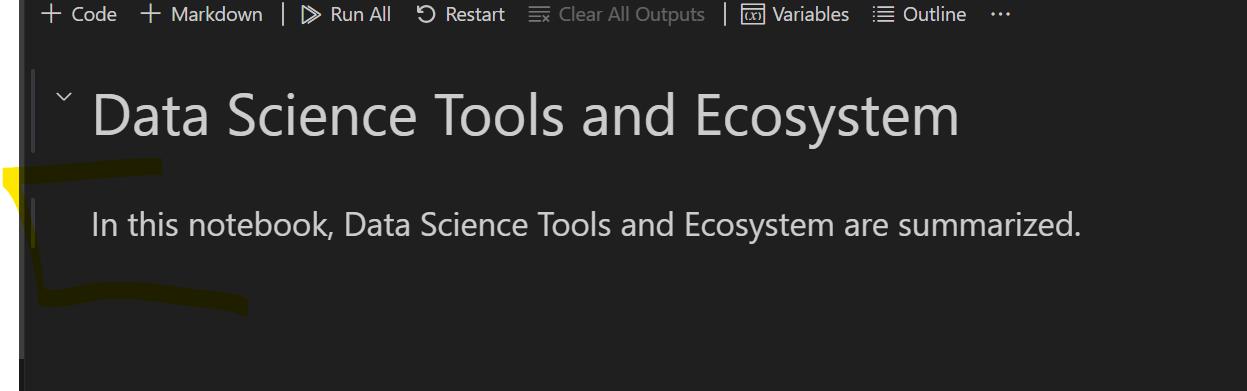 Code Markdown Run All Restart Clear All Outputs (x) Variables Outline ...
Data Science Tools and Ecosystem
In this notebook, Data Science Tools and Ecosystem are summarized.